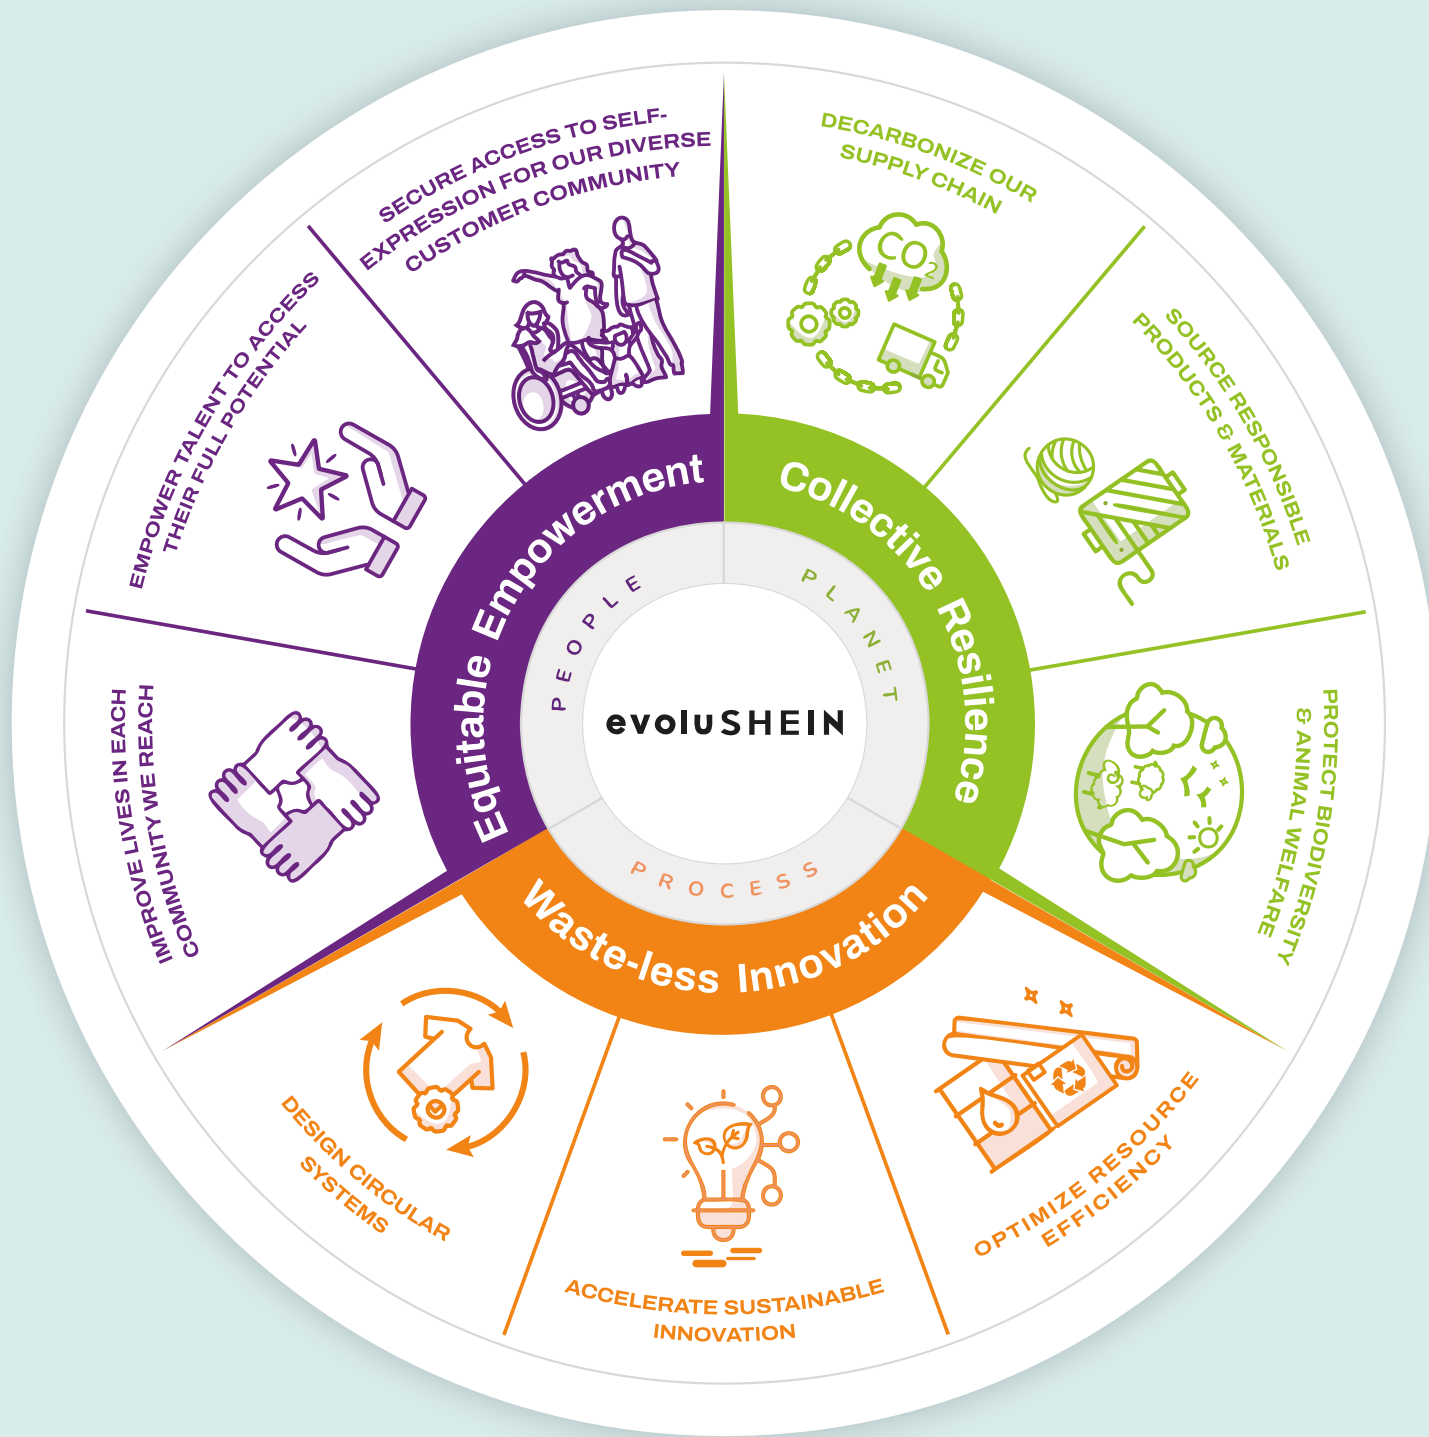 evoluSHEIN
PEOPLE
PLANET
PROCESS
Equitable Empowerment
Collective Resilience
Waste-less Innovation
SECURE ACCESS TO SELF-
EXPRESSION FOR OUR DIVERSE
CUSTOMER COMMUNITY
DECARBONIZE OUR
SUPPLY CHAIN
CO2
SOURCE RESPONSIBLE
PRODUCTS & MATERIALS
PROTECT BIODIVERSITY
& ANIMAL WELFARE
OPTIMIZE RESOURCE
EFFICIENCY
ACCELERATE SUSTAINABLE
INNOVATION
DESIGN CIRCULAR
SYSTEMS
IMPROVE LIVES IN EACH
COMMUNITY WE REACH
EMPOWER TALENT TO ACCESS
THEIR FULL POTENTIAL